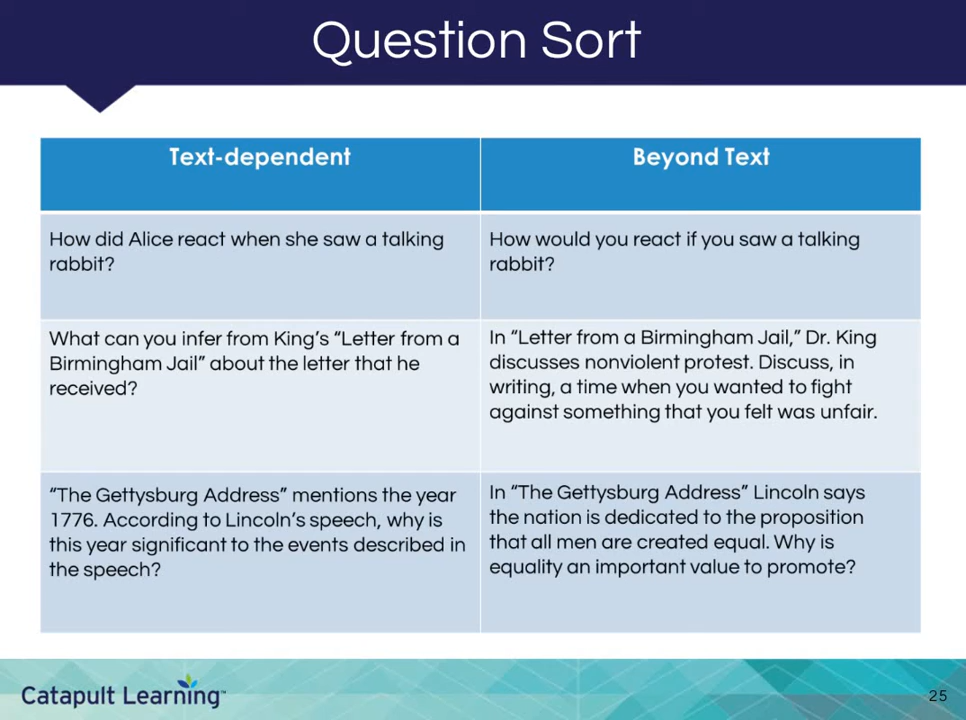 Question Sort
Text-dependent
Beyond Text
How did Alice react when she saw a talking
rabbit?
How would you react if you saw a talking
rabbit?
What can you infer from King's “Letter from a
Birmingham Jail” about the letter that he
received?
In “Letter from a Birmingham Jail,” Dr. King
discusses nonviolent protest. Discuss, in
writing, a time when you wanted to fight
against something that you felt was unfair.
“The Gettysburg Address” mentions the year
1776. According to Lincoln's speech, why is
this year significant to the events described in
the speech?
In “The Gettysburg Address” Lincoln says
the nation is dedicated to the proposition
that all men are created equal. Why is
equality an important value to promote?
Catapult Learning™
25